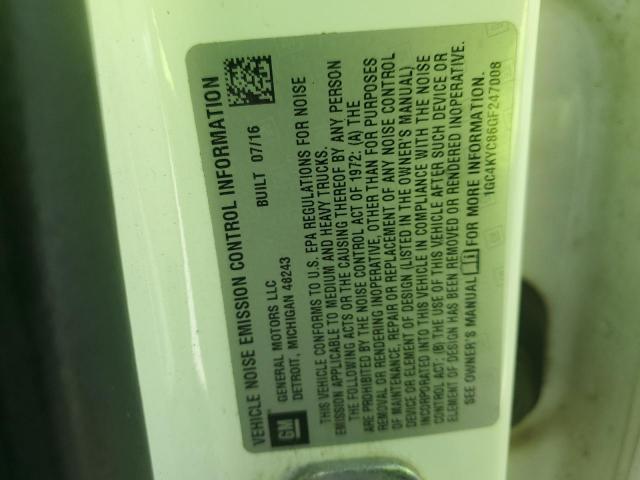 VEHICLE NOISE EMISSION CONTROL INFORMATION
GM
GENERAL MOTORS LLC
DETROIT, MICHIGAN 48243
BUILT 07/16
THIS VEHICLE CONFORMS TO U.S. EPA REGULATIONS FOR NOISE
EMISSION APPLICABLE TO MEDIUM AND HEAVY TRUCKS.
THE FOLLOWING ACTS OR THE CAUSING THEREOF BY ANY PERSON
ARE PROHIBITED BY THE NOISE CONTROL ACT OF 1972: (A) THE
REMOVAL OR RENDERING INOPERATIVE, OTHER THAN FOR PURPOSES
OF MAINTENANCE, REPAIR OR REPLACEMENT OF ANY NOISE CONTROL
DEVICE OR ELEMENT OF DESIGN (LISTED IN THE OWNER'S MANUAL)
INCORPORATED INTO THIS VEHICLE IN COMPLIANCE WITH THE NOISE
CONTROL ACT: (B) THE USE OF THIS VEHICLE AFTER SUCH DEVICE OR
ELEMENT OF DESIGN HAS BEEN REMOVED OR RENDERED INOPERATIVE.
SEE OWNER'S MANUAL FOR MORE INFORMATION.
1GC4KYC86GF247008